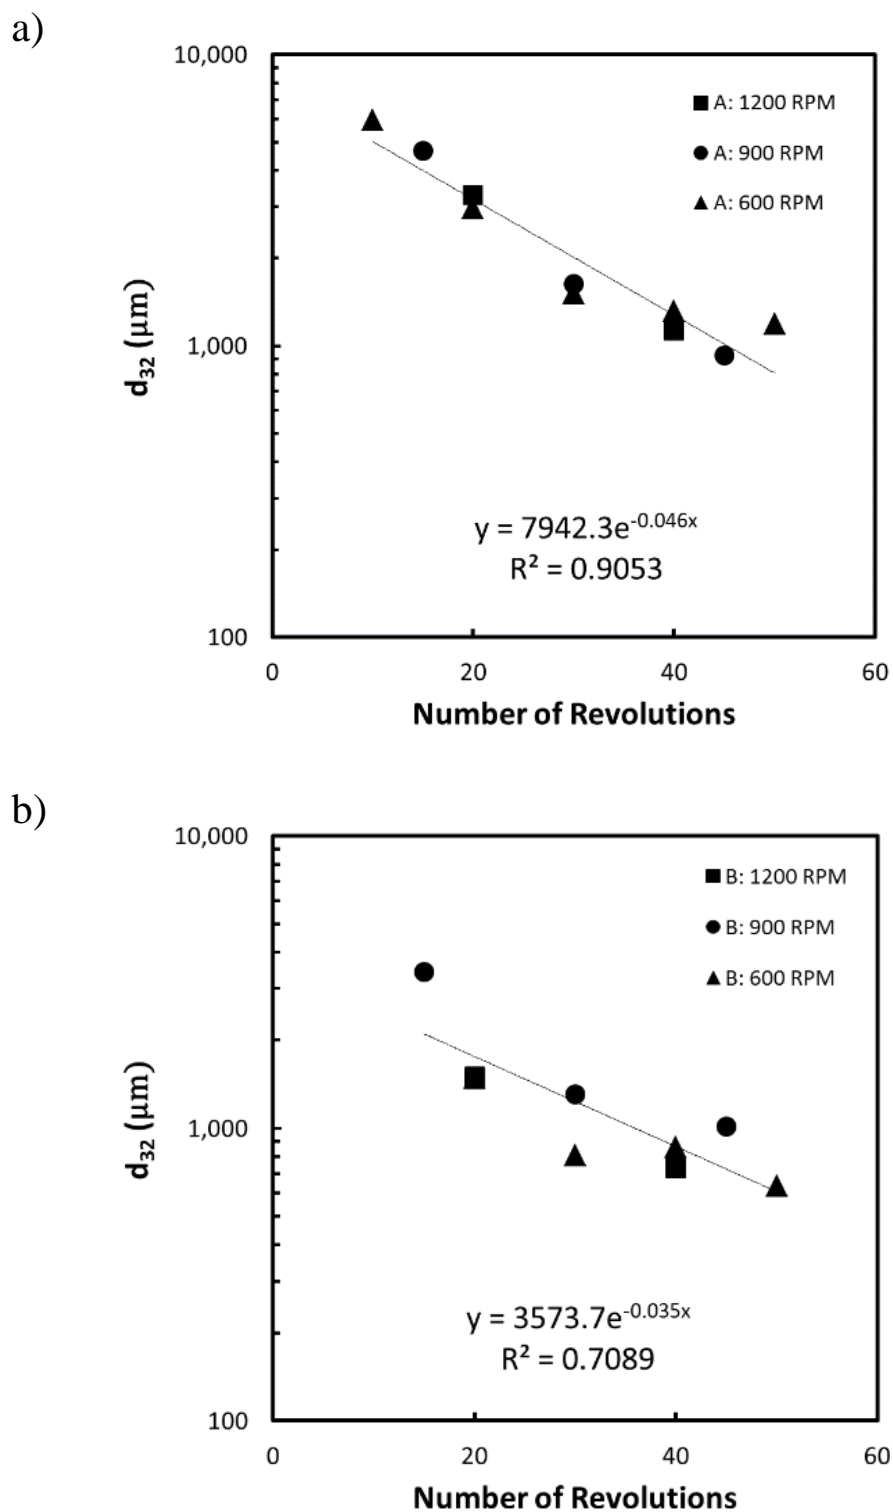 a)
10,000
■ A: 1200 RPM
● A: 900 RPM
▲ A: 600 RPM
d₃₂ (µm)
1,000
y = 7942.3e⁻⁰·⁰⁴⁶ˣ
R² = 0.9053
100
0 20 40 60
Number of Revolutions
b)
10,000
■ B: 1200 RPM
● B: 900 RPM
▲ B: 600 RPM
d₃₂ (µm)
1,000
y = 3573.7e⁻⁰·⁰³⁵ˣ
R² = 0.7089
100
0 20 40 60
Number of Revolutions